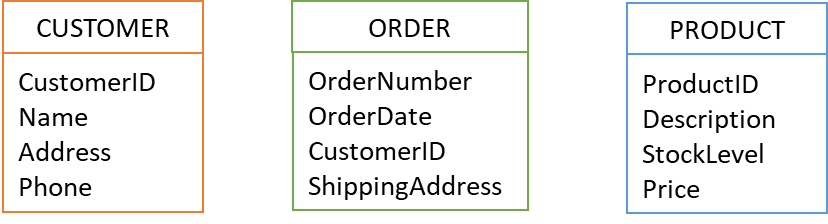 CUSTOMER
CustomerID
Name
Address
Phone
ORDER
OrderNumber
OrderDate
CustomerID
ShippingAddress
PRODUCT
ProductID
Description
StockLevel
Price